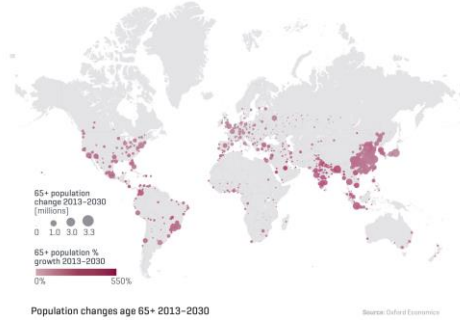 65+ population
change 2013–2030
[millions]
0 1.0 3.0 3.3
65+ population %
growth 2013–2030
0% 550%
Population changes age 65+ 2013–2030
Source: Oxford Economics